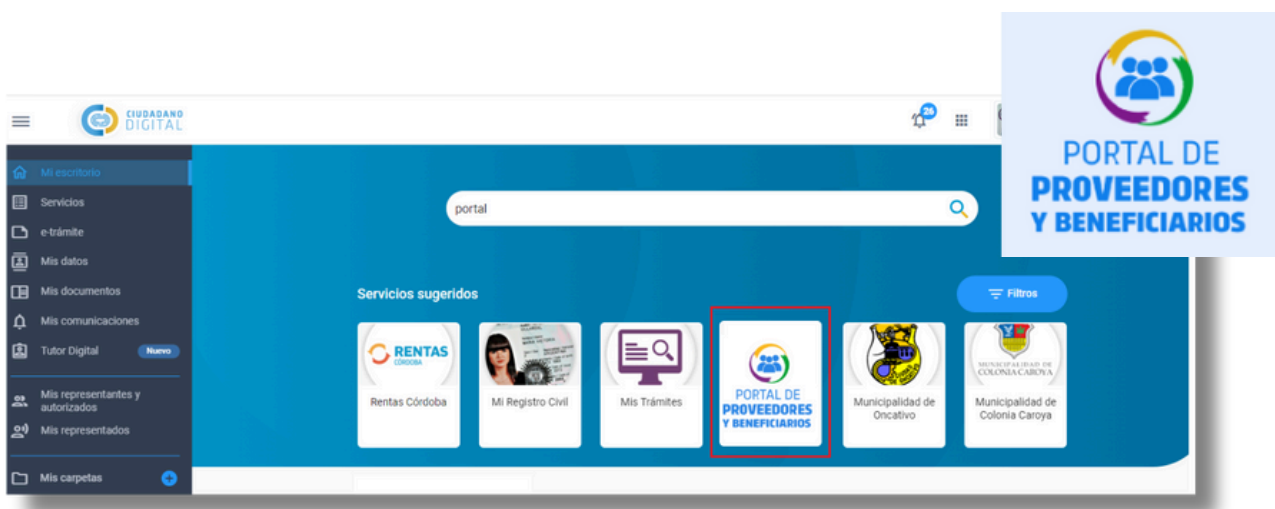 PORTAL DE
PROVEEDORES
Y BENEFICIARIOS
CIUDADANO
DIGITAL
26
Mi escritorio
Servicios
e-trámite
Mis datos
Mis documentos
Mis comunicaciones
Tutor Digital
Nuevo
Mis representantes y
autorizados
Mis representados
Mis carpetas
portal
Servicios sugeridos
Filtros
RENTAS
CÓRDOBA
Rentas Córdoba
Mi Registro Civil
Mis Trámites
PORTAL DE
PROVEEDORES
Y BENEFICIARIOS
Municipalidad de
Oncativo
MUNICIPALIDAD DE
COLONIA CAROYA
Municipalidad de
Colonia Caroya